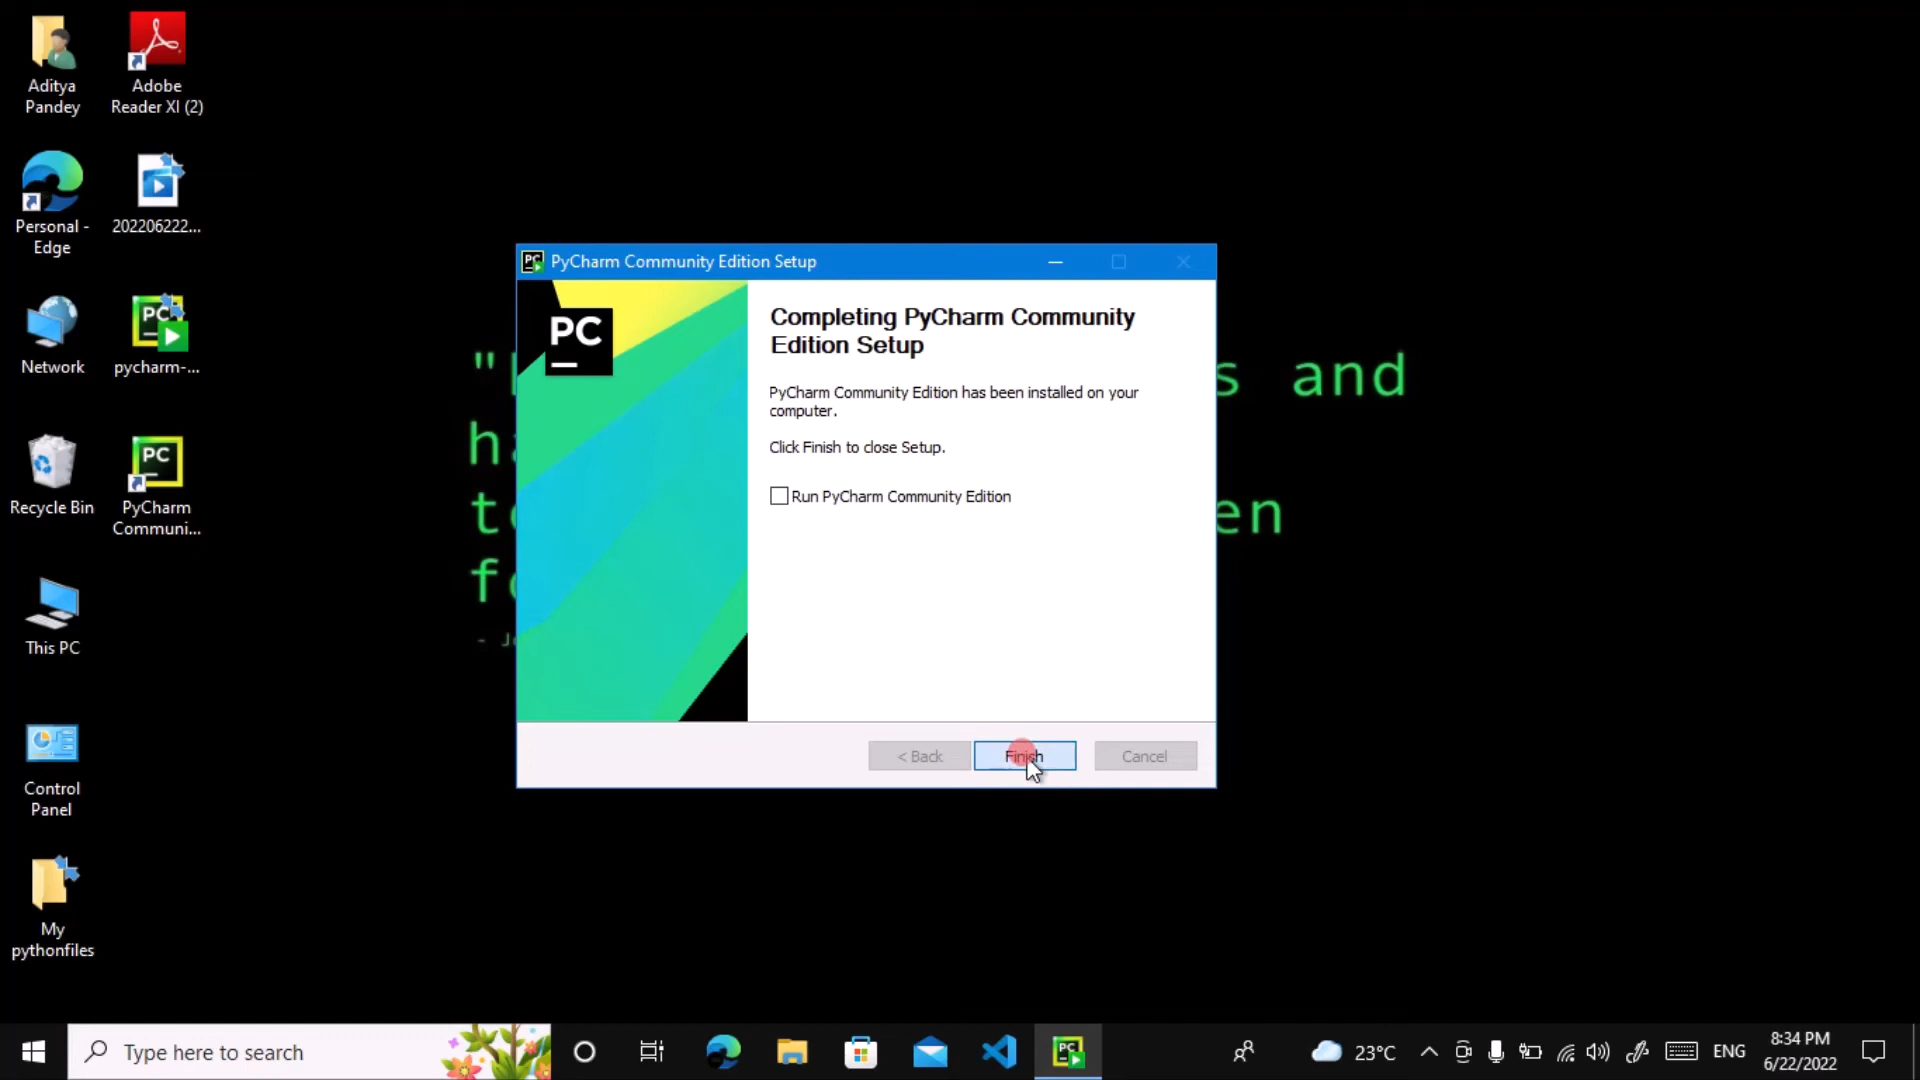 Aditya
Pandey
Adobe
Reader XI (2)
Personal -
Edge
202206222...
Network
pycharm-...
Recycle Bin
PyCharm
Communi...
This PC
Control
Panel
My
pythonfiles
PyCharm Community Edition Setup
PC
Completing PyCharm Community
Edition Setup
PyCharm Community Edition has been installed on your
computer.
Click Finish to close Setup.
Run PyCharm Community Edition
< Back
Finish
Cancel
s and
en
Type here to search
23°C
ENG
8:34 PM
6/22/2022